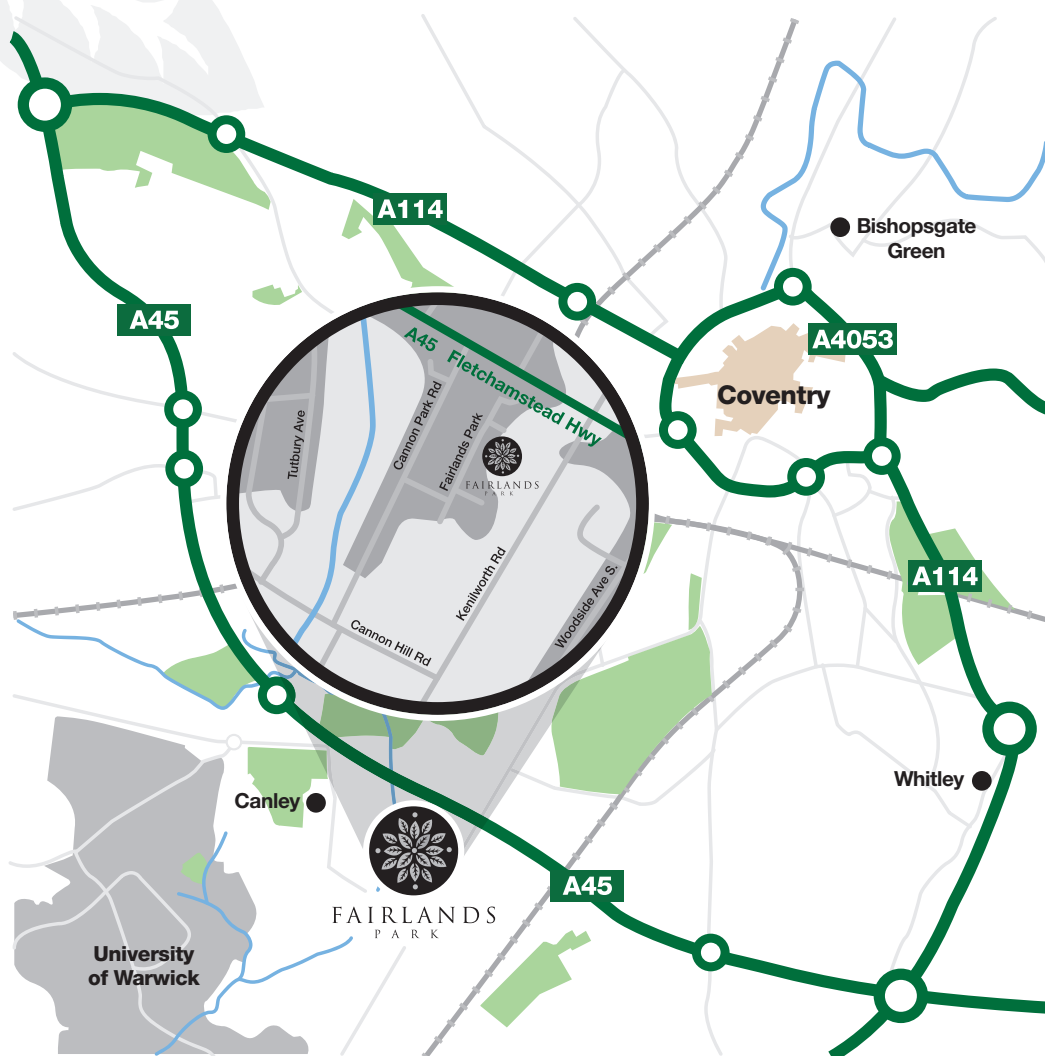 A114
Bishopsgate
Green
A45
A4053
Coventry
A45 Fletchamstead Hwy
Cannon Park Rd
Tutbury Ave
Fairlands Park
FAIRLANDS
PARK
Kenilworth Rd
Woodside Ave S.
Cannon Hill Rd
A114
Whitley
Canley
A45
FAIRLANDS
PARK
University
of Warwick